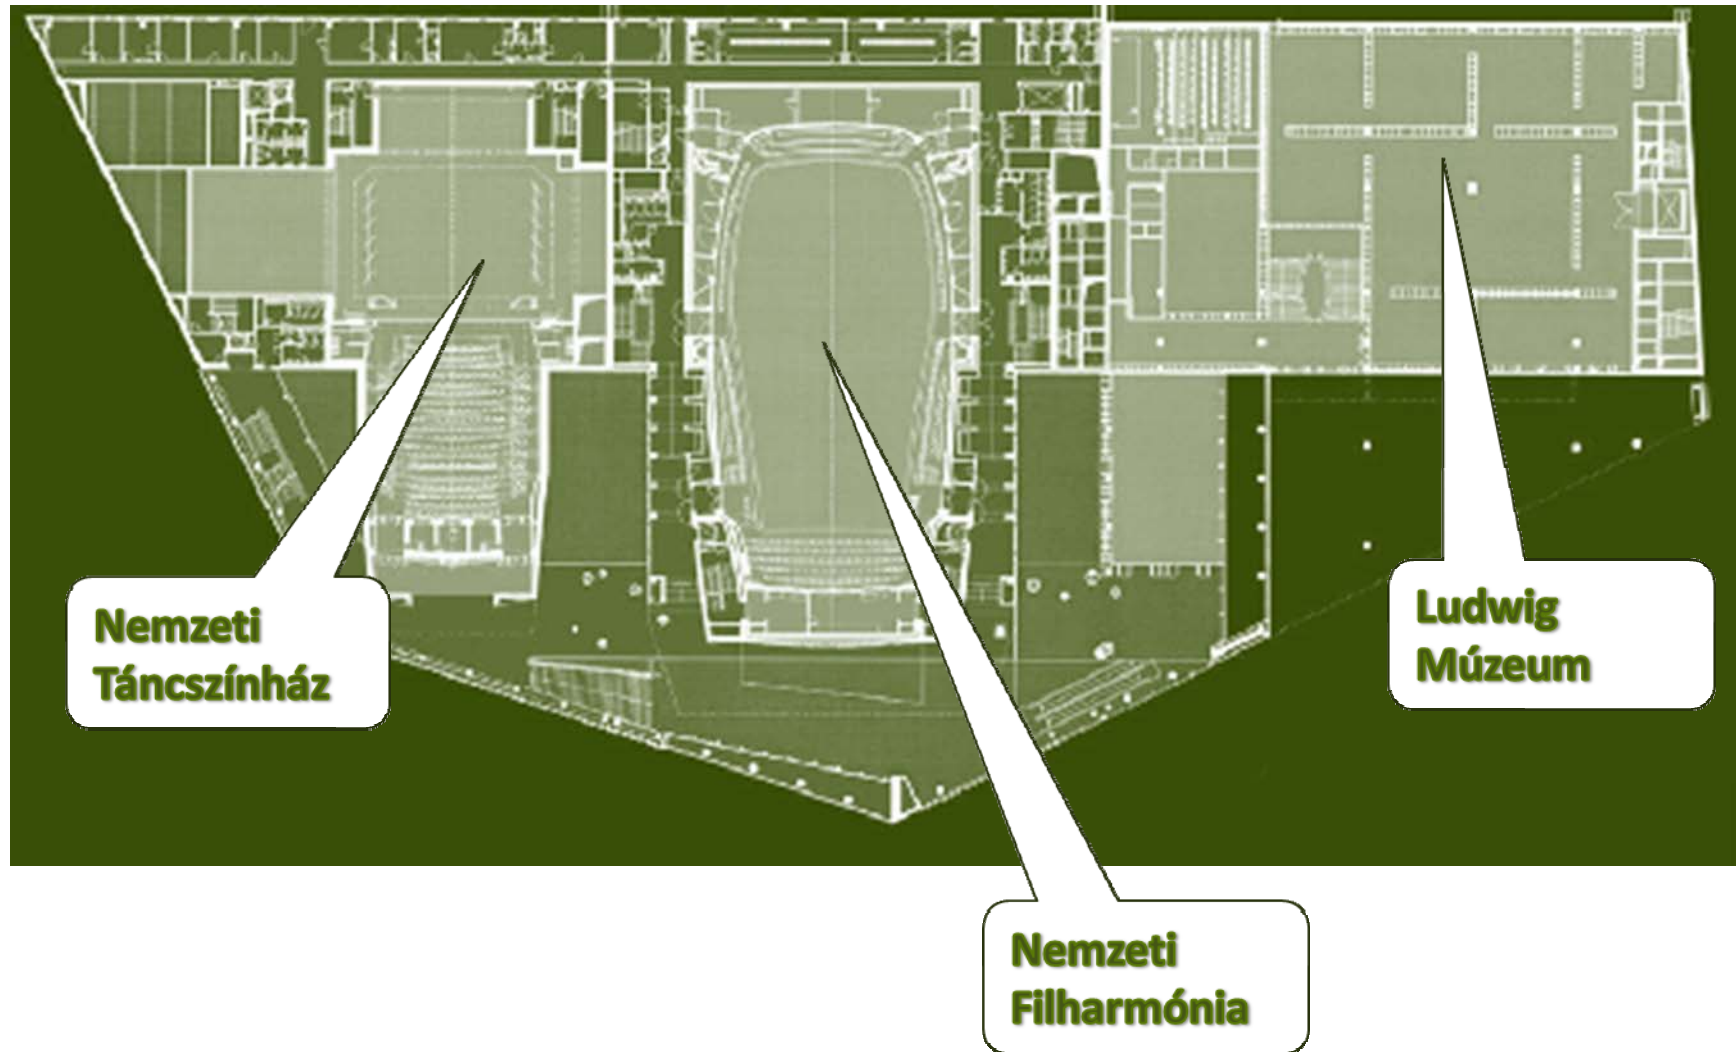 Nemzeti
Táncszínház
Nemzeti
Filharmónia
Ludwig
Múzeum